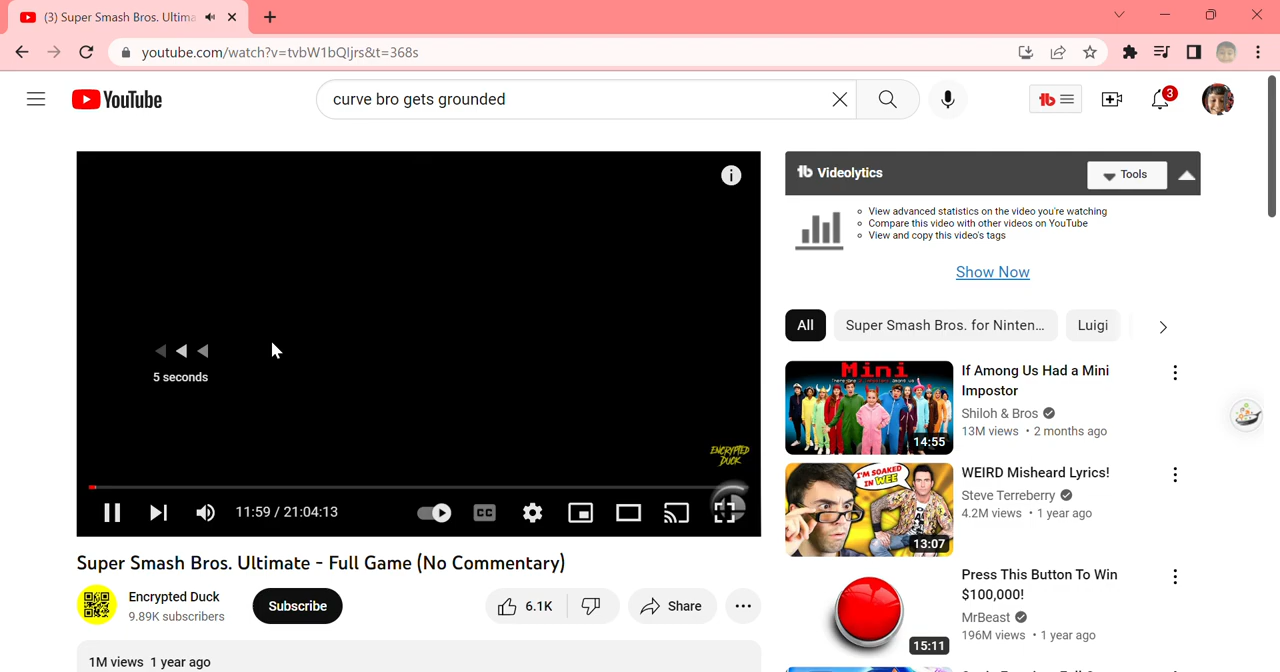 (3) Super Smash Bros. Ultima
youtube.com/watch?v=tvbW1bQljrs&t=368s
YouTube
curve bro gets grounded
3
Videolytics
Tools
View advanced statistics on the video you're watching
Compare this video with other videos on YouTube
View and copy this video's tags
Show Now
5 seconds
ENCRYPTED
DUCK
11:59 / 21:04:13
CC
Super Smash Bros. Ultimate - Full Game (No Commentary)
Encrypted Duck
9.89K subscribers
Subscribe
6.1K
Share
1M views 1 year ago
All
Super Smash Bros. for Ninten...
Luigi
Mini
14:55
If Among Us Had a Mini
Impostor
Shiloh & Bros
13M views • 2 months ago
I'M SOAKED
IN WEE
13:07
WEIRD Misheard Lyrics!
Steve Terreberry
4.2M views • 1 year ago
15:11
Press This Button To Win
$100,000!
MrBeast
196M views • 1 year ago